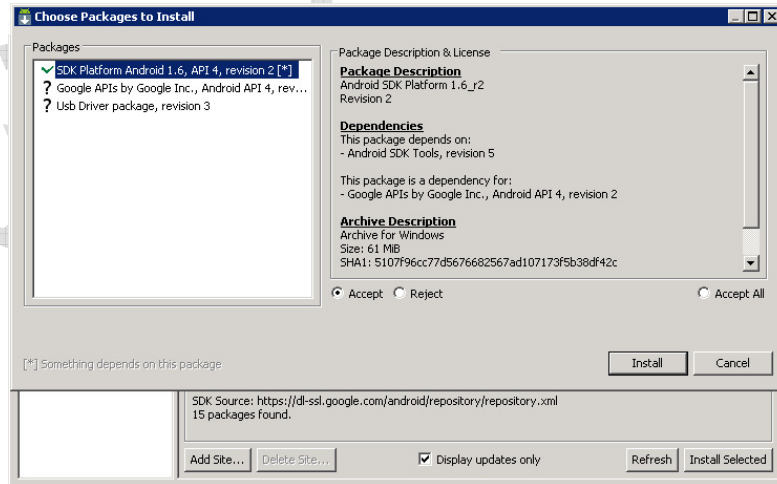 Choose Packages to Install
Packages
SDK Platform Android 1.6, API 4, revision 2 [*]
Google APIs by Google Inc., Android API 4, rev...
Usb Driver package, revision 3
Package Description & License
Package Description
Android SDK Platform 1.6_r2
Revision 2
Dependencies
This package depends on:
- Android SDK Tools, revision 5
This package is a dependency for:
- Google APIs by Google Inc., Android API 4, revision 2
Archive Description
Archive for Windows
Size: 61 MiB
SHA1: 5107f96cc77d5676682567ad107173f5b38df42c
Accept Reject Accept All
[*] Something depends on this package
Install Cancel
SDK Source: https://dl-ssl.google.com/android/repository/repository.xml
15 packages found.
Add Site... Delete Site... Display updates only Refresh Install Selected